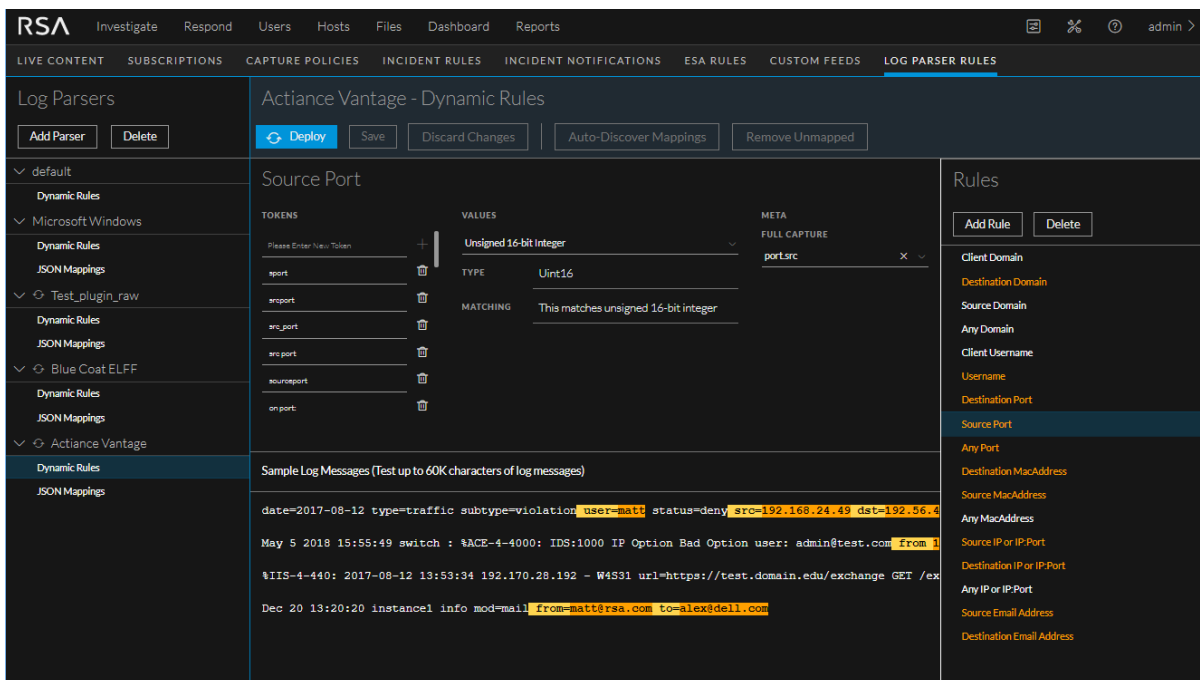 RSA Investigate Respond Users Hosts Files Dashboard Reports admin
LIVE CONTENT SUBSCRIPTIONS CAPTURE POLICIES INCIDENT RULES INCIDENT NOTIFICATIONS ESA RULES CUSTOM FEEDS LOG PARSER RULES
Log Parsers
Add Parser Delete
default
Dynamic Rules
Microsoft Windows
Dynamic Rules
JSON Mappings
Test_plugin_raw
Dynamic Rules
JSON Mappings
Blue Coat ELFF
Dynamic Rules
JSON Mappings
Actiance Vantage
Dynamic Rules
JSON Mappings
Actiance Vantage - Dynamic Rules
Deploy Save Discard Changes Auto-Discover Mappings Remove Unmapped
Source Port
TOKENS
Please Enter New Token
sport
srcport
src_port
src port
sourceport
on port:
VALUES
Unsigned 16-bit Integer
TYPE Uint16
MATCHING This matches unsigned 16-bit integer
META
FULL CAPTURE
port.src
Sample Log Messages (Test up to 60K characters of log messages)
date=2017-08-12 type=traffic subtype=violation user=matt status=deny src=192.168.24.49 dst=192.56.4
May 5 2018 15:55:49 switch : %ACE-4-4000: IDS:1000 IP Option Bad Option user: admin@test.com from 1
%IIS-4-440: 2017-08-12 13:53:34 192.170.28.192 - W4S31 url=https://test.domain.edu/exchange GET /ex
Dec 20 13:20:20 instance1 info mod=mail from=matt@rsa.com to=alex@dell.com
Rules
Add Rule Delete
Client Domain
Destination Domain
Source Domain
Any Domain
Client Username
Username
Destination Port
Source Port
Any Port
Destination MacAddress
Source MacAddress
Any MacAddress
Source IP or IP:Port
Destination IP or IP:Port
Any IP or IP:Port
Source Email Address
Destination Email Address